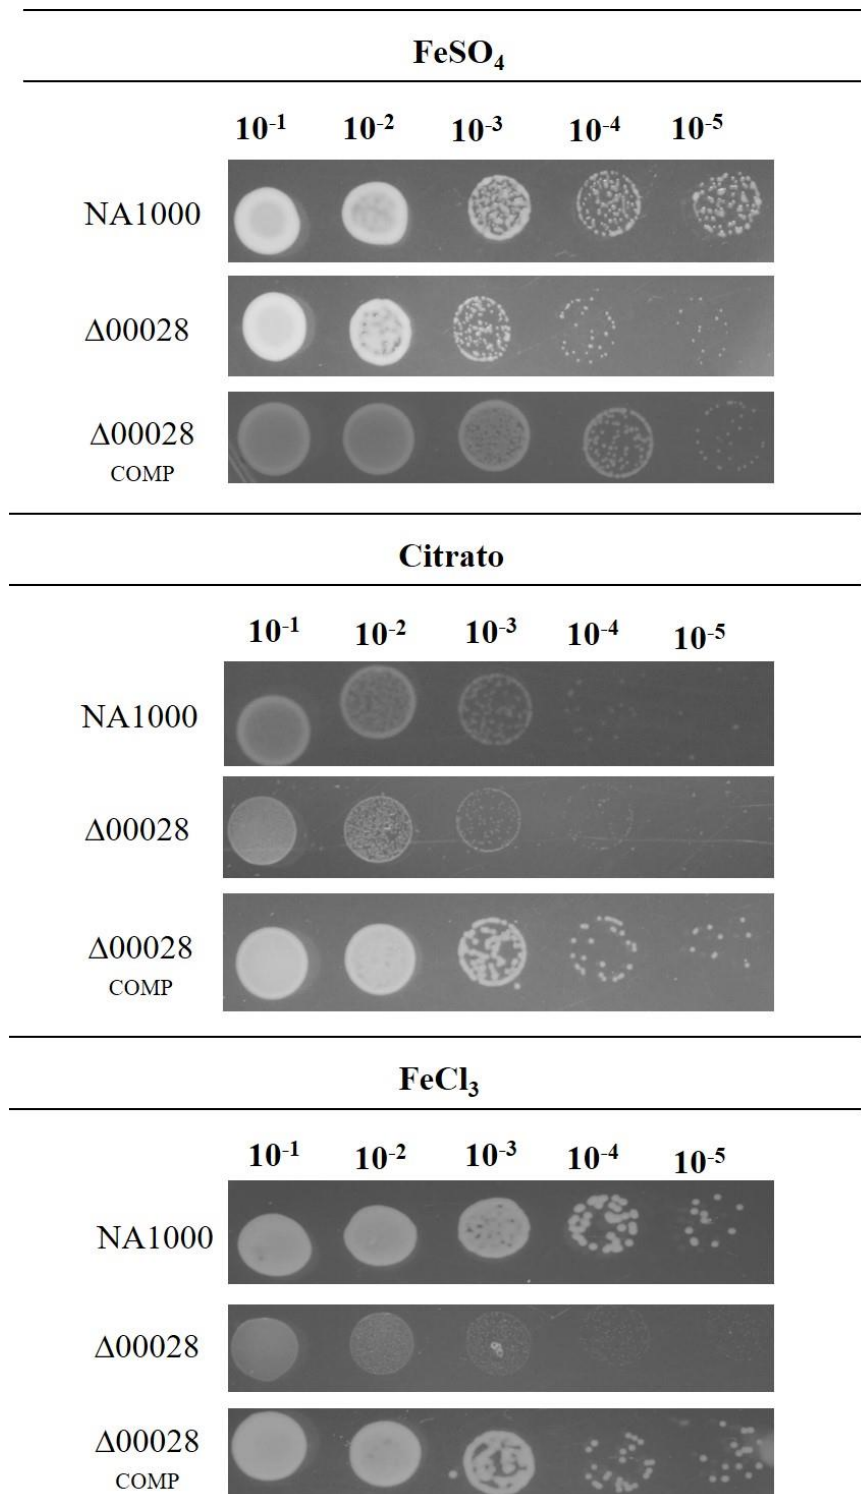 FeSO₄
10⁻¹ 10⁻² 10⁻³ 10⁻⁴ 10⁻⁵
NA1000
Δ00028
Δ00028
COMP
Citrato
10⁻¹ 10⁻² 10⁻³ 10⁻⁴ 10⁻⁵
NA1000
Δ00028
Δ00028
COMP
FeCl₃
10⁻¹ 10⁻² 10⁻³ 10⁻⁴ 10⁻⁵
NA1000
Δ00028
Δ00028
COMP